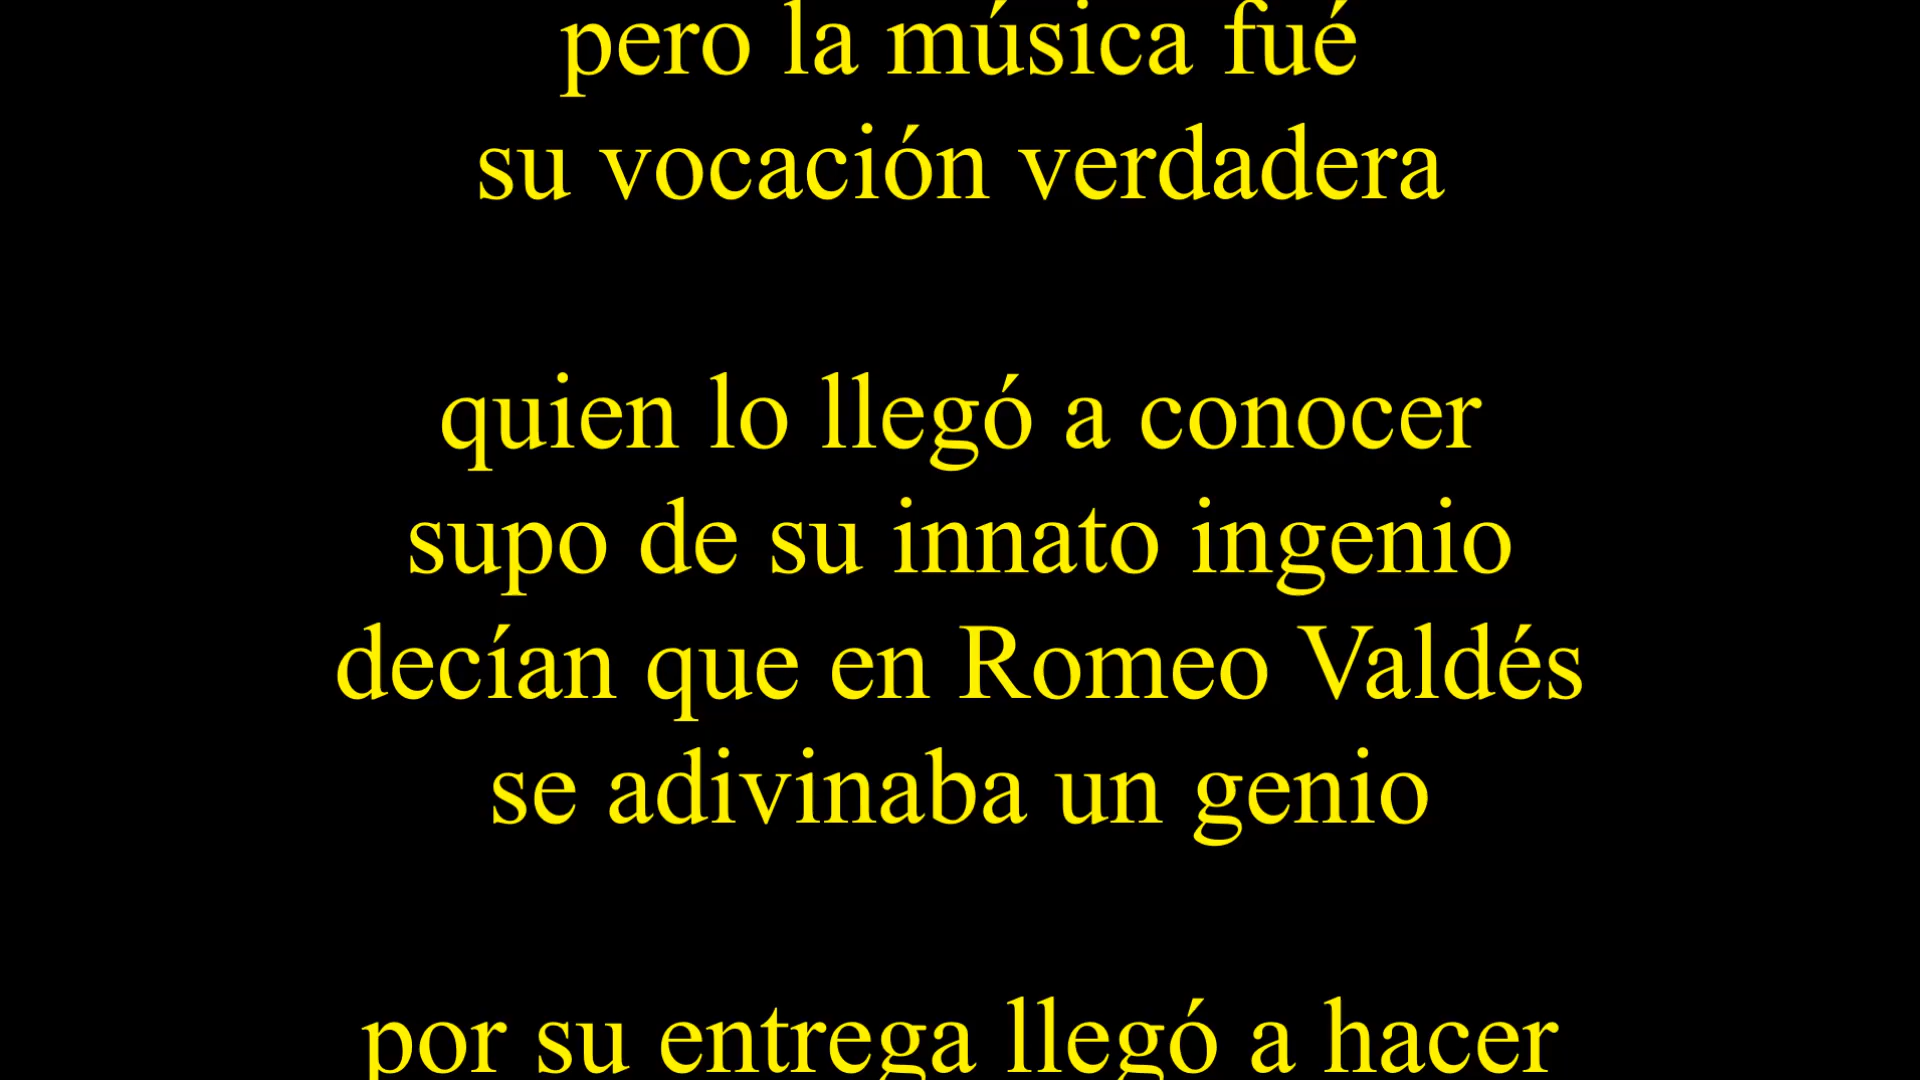 pero la música fué
su vocación verdadera
quien lo llegó a conocer
supo de su innato ingenio
decían que en Romeo Valdés
se adivinaba un genio
por su entrega llegó a hacer